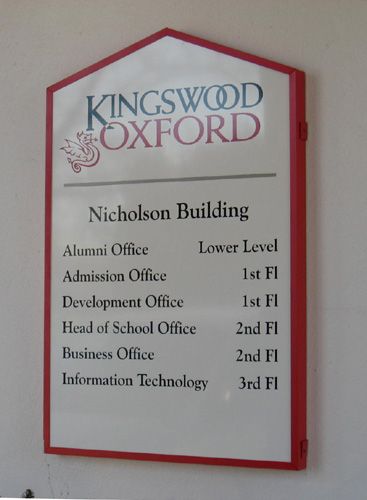 KINGSWOOD
OXFORD
Nicholson Building
Alumni Office Lower Level
Admission Office 1st Fl
Development Office 1st Fl
Head of School Office 2nd Fl
Business Office 2nd Fl
Information Technology 3rd Fl